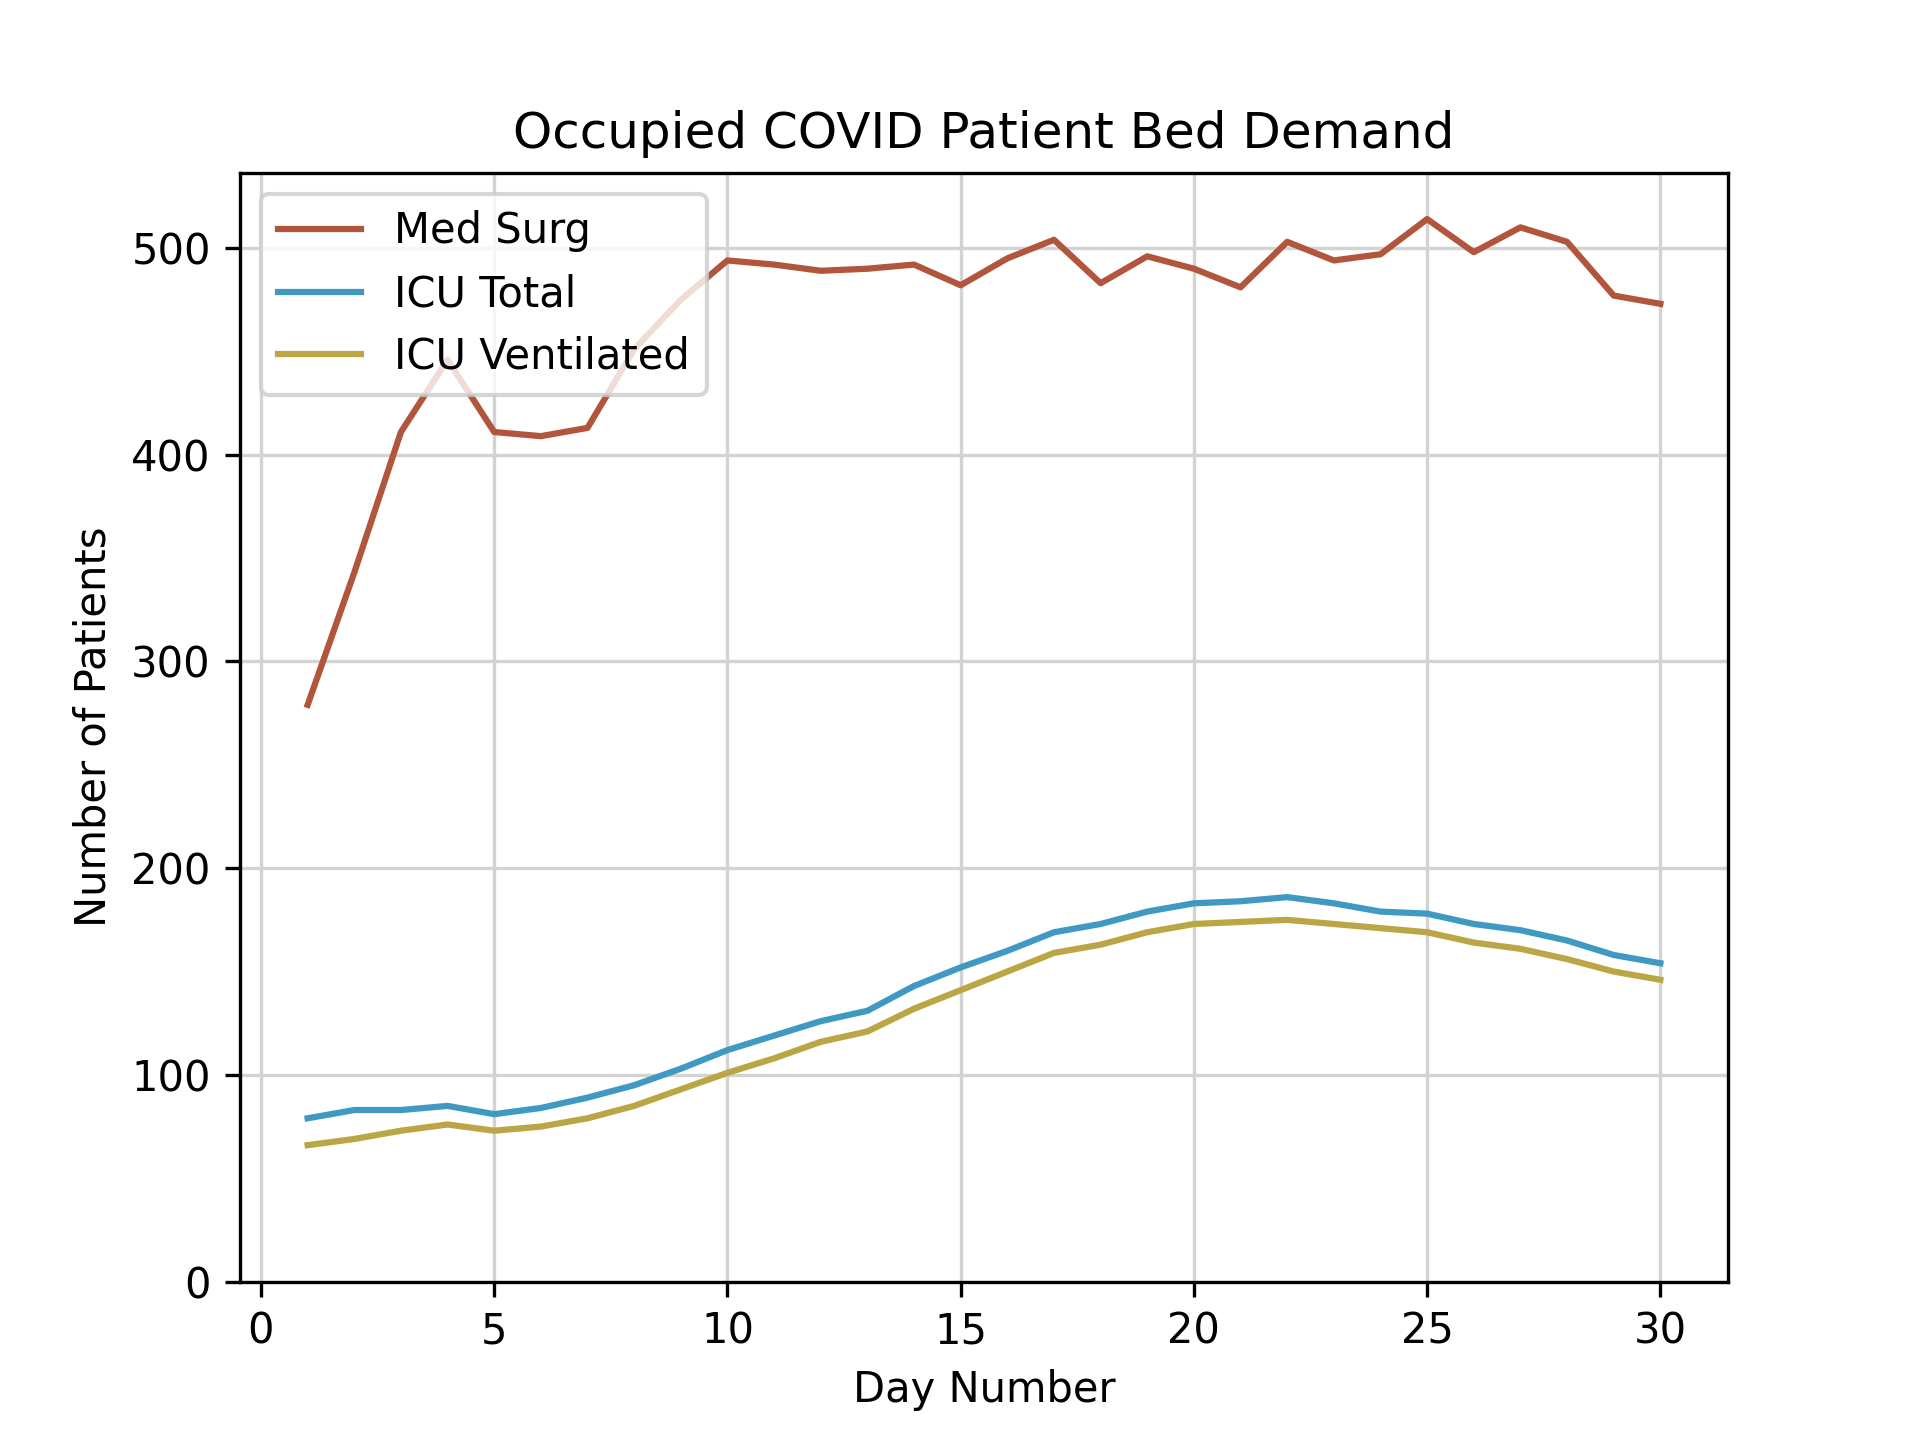 Occupied COVID Patient Bed Demand
Med Surg
ICU Total
ICU Ventilated
Number of Patients
500
400
300
200
100
0
0 5 10 15 20 25 30
Day Number